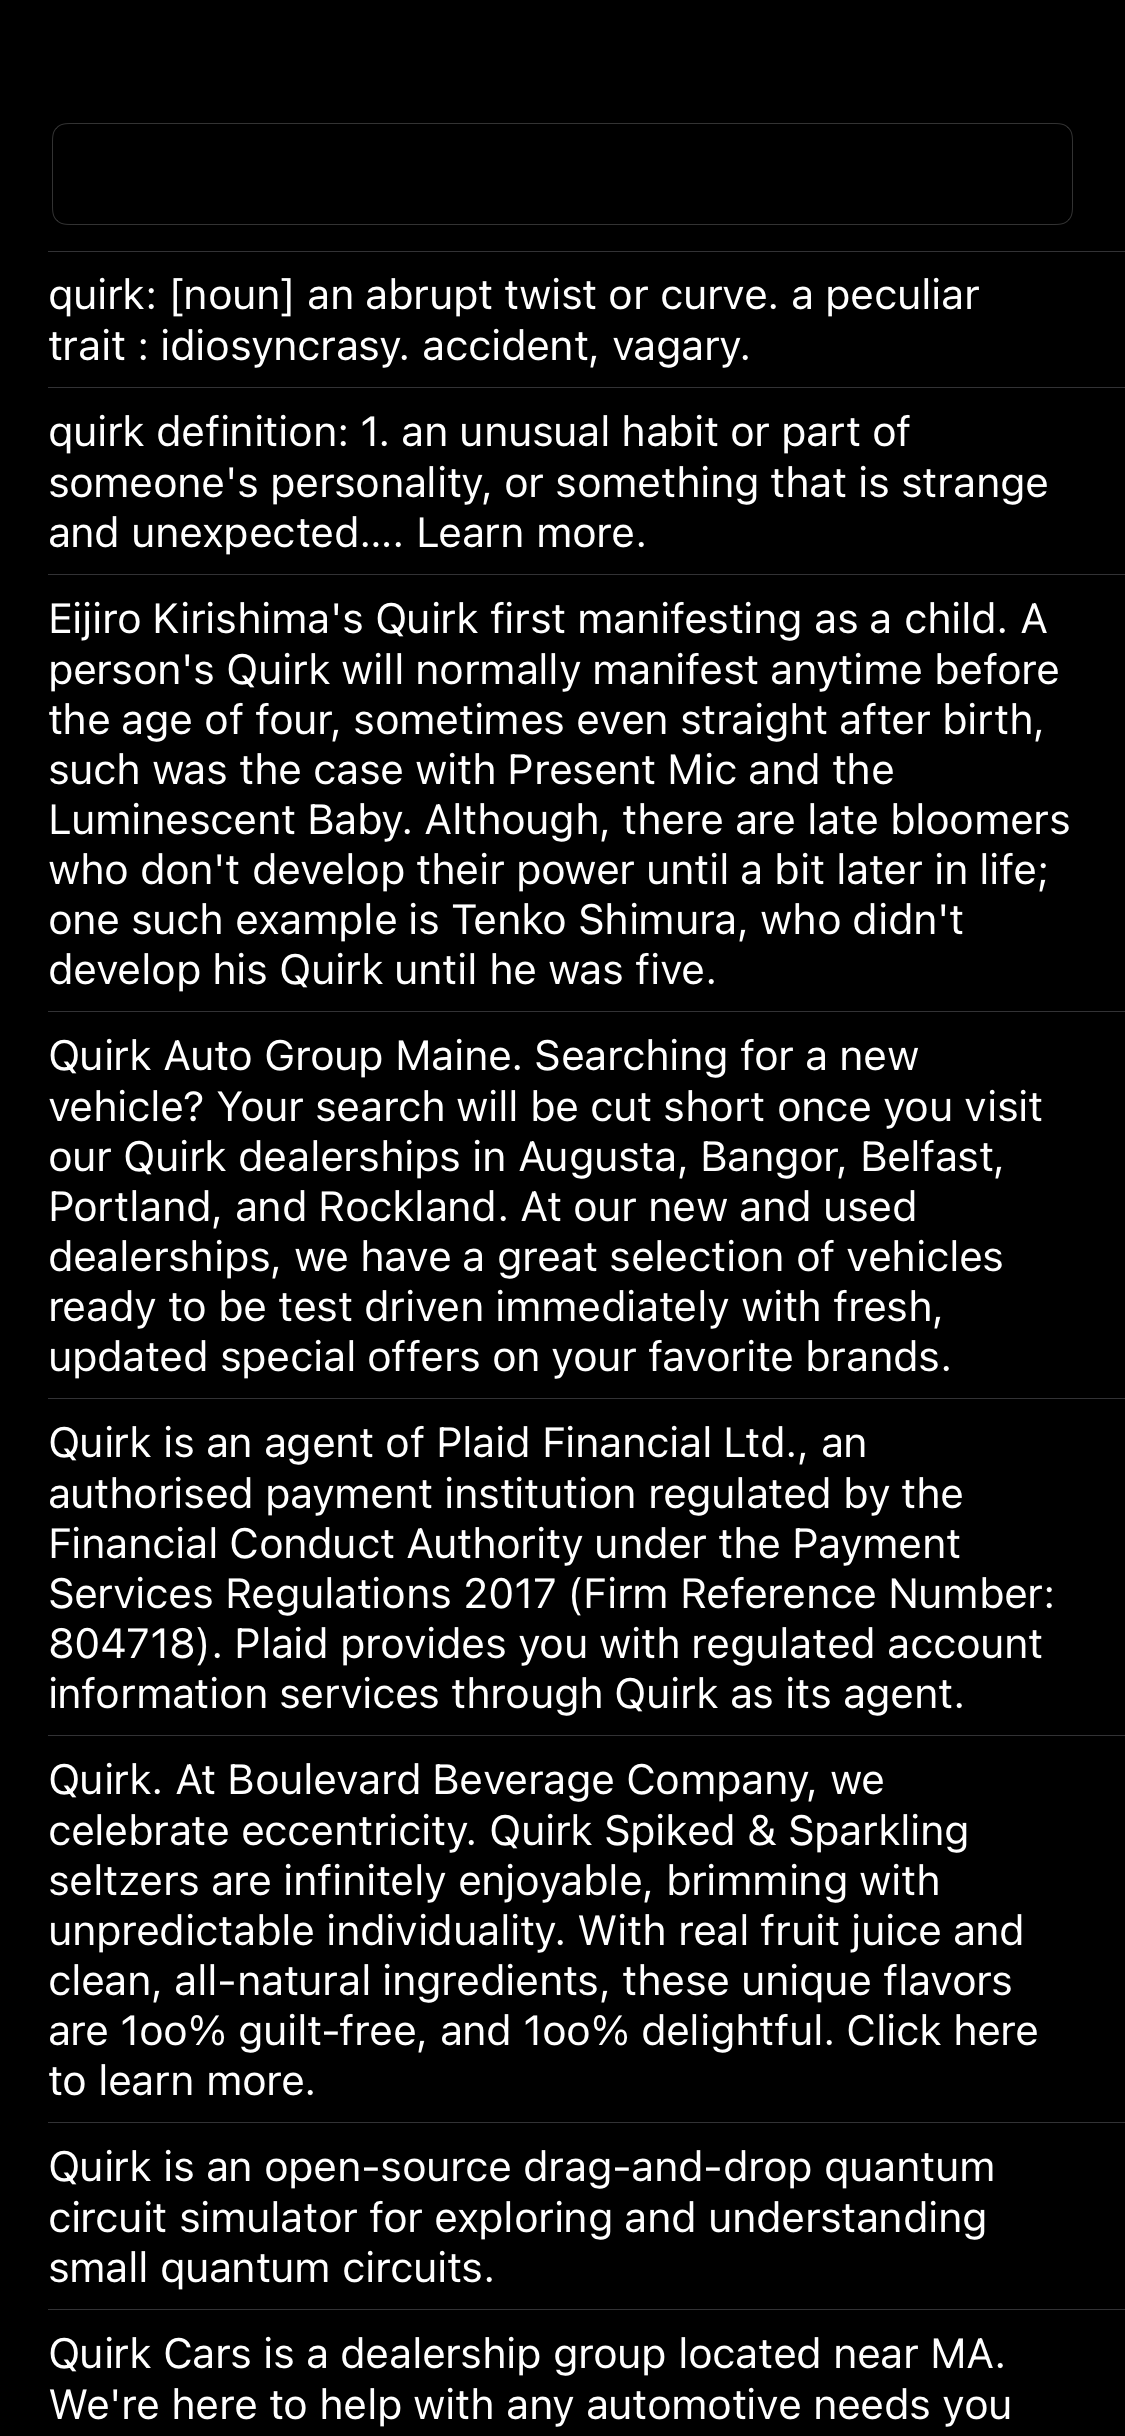 quirk: [noun] an abrupt twist or curve. a peculiar
trait : idiosyncrasy. accident, vagary.
quirk definition: 1. an unusual habit or part of
someone's personality, or something that is strange
and unexpected.... Learn more.
Eijiro Kirishima's Quirk first manifesting as a child. A
person's Quirk will normally manifest anytime before
the age of four, sometimes even straight after birth,
such was the case with Present Mic and the
Luminescent Baby. Although, there are late bloomers
who don't develop their power until a bit later in life;
one such example is Tenko Shimura, who didn't
develop his Quirk until he was five.
Quirk Auto Group Maine. Searching for a new
vehicle? Your search will be cut short once you visit
our Quirk dealerships in Augusta, Bangor, Belfast,
Portland, and Rockland. At our new and used
dealerships, we have a great selection of vehicles
ready to be test driven immediately with fresh,
updated special offers on your favorite brands.
Quirk is an agent of Plaid Financial Ltd., an
authorised payment institution regulated by the
Financial Conduct Authority under the Payment
Services Regulations 2017 (Firm Reference Number:
804718). Plaid provides you with regulated account
information services through Quirk as its agent.
Quirk. At Boulevard Beverage Company, we
celebrate eccentricity. Quirk Spiked & Sparkling
seltzers are infinitely enjoyable, brimming with
unpredictable individuality. With real fruit juice and
clean, all-natural ingredients, these unique flavors
are 1oo% guilt-free, and 1oo% delightful. Click here
to learn more.
Quirk is an open-source drag-and-drop quantum
circuit simulator for exploring and understanding
small quantum circuits.
Quirk Cars is a dealership group located near MA.
We're here to help with any automotive needs you